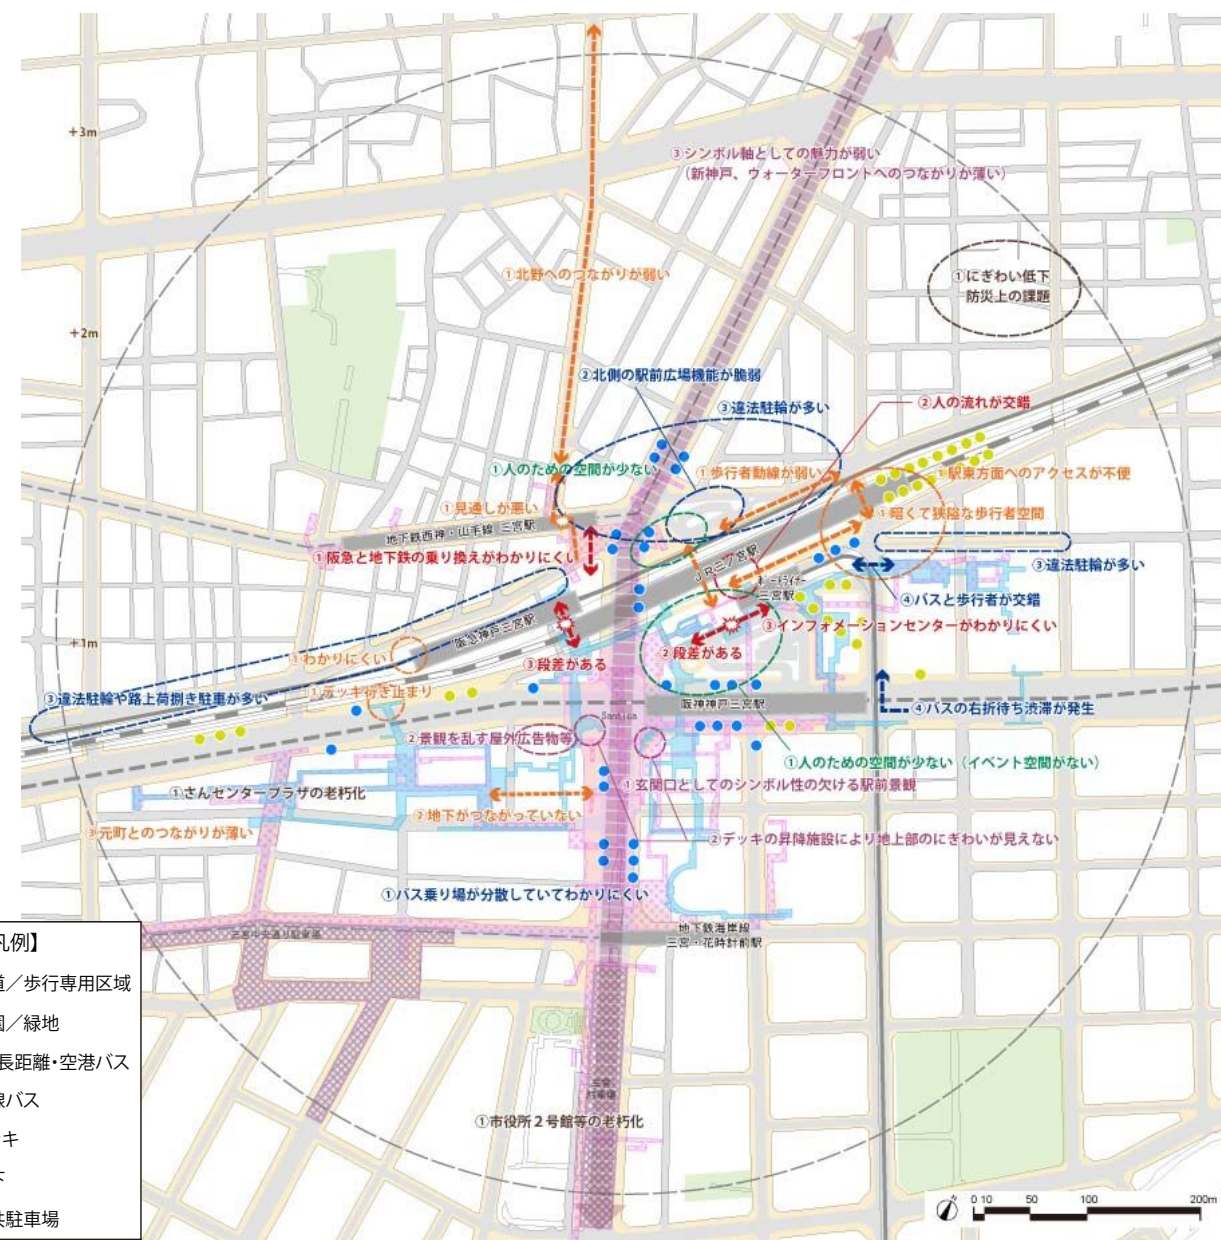 +3m
③シンボル軸としての魅力が弱い
（新神戸、ウォーターフロントへのつながりが薄い）
①北野へのつながりが弱い
①にぎわい低下
防災上の課題
+2m
②北側の駅前広場機能が脆弱
③違法駐輪が多い
②人の流れが交錯
①人のための空間が少ない
①歩行者動線が弱い
①駅東方面へのアクセスが不便
①見通しが悪い
①暗くて狭隘な歩行者空間
地下鉄西神・山手線 三宮駅
①阪急と地下鉄の乗り換えがわかりにくい
JR三ノ宮駅
③違法駐輪が多い
ポートライナー
三宮駅
④バスと歩行者が交錯
+1m
阪急神戸三宮駅
③インフォメーションセンターがわかりにくい
①わかりにくい
③段差がある
②段差がある
③違法駐輪や路上荷捌き駐車が多い
①デッキ行き止まり
阪神神戸三宮駅
④バスの右折待ち渋滞が発生
Santica
②景観を乱す屋外広告物等
①人のための空間が少ない（イベント空間がない）
①玄関口としてのシンボル性の欠ける駅前景観
①さんセンタープラザの老朽化
②地下がつながっていない
③元町とのつながりが薄い
②デッキの昇降施設により地上部のにぎわいが見えない
①バス乗り場が分散していてわかりにくい
地下鉄海岸線
三宮・花時計前駅
三宮中央通り駐車場
三宮
駐車場
①市役所２号館等の老朽化
凡例】
道／歩行専用区域
園／緑地
長距離・空港バス
線バス
キ
共駐車場
0 10 50 100 200m